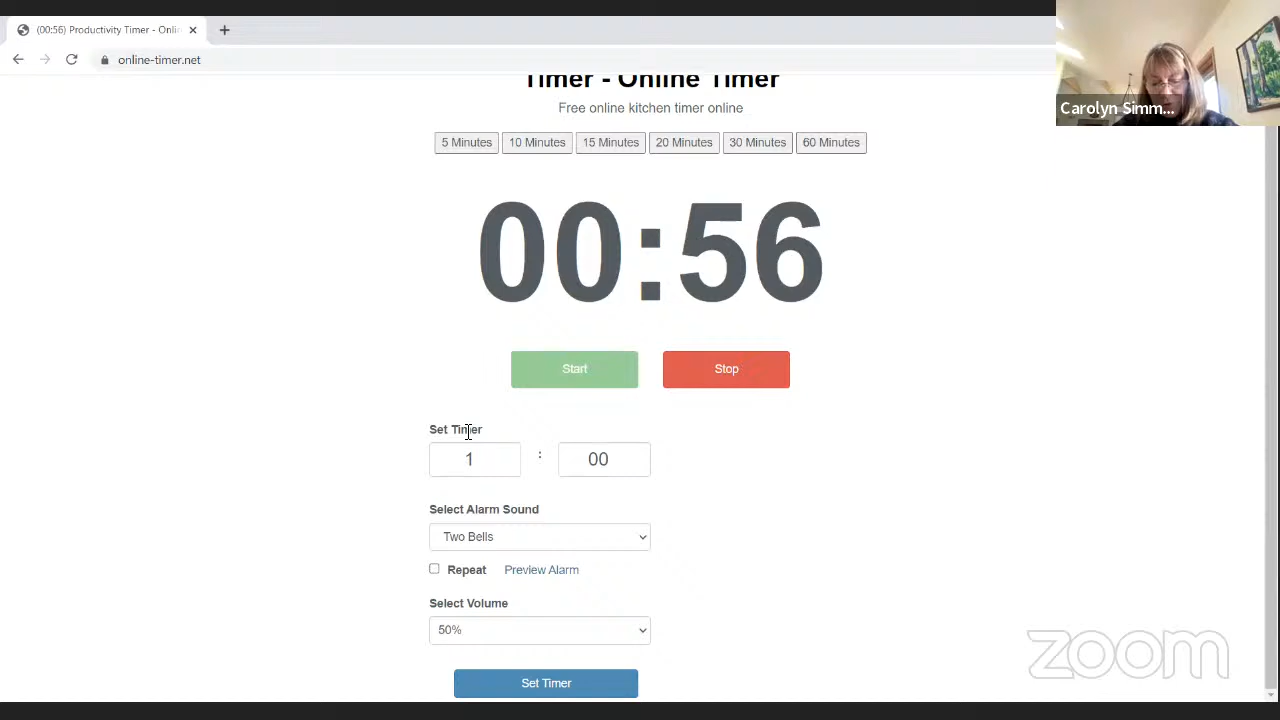 (00:56) Productivity Timer - Onli
online-timer.net
Timer - Online Timer
Free online kitchen timer online
5 Minutes 10 Minutes 15 Minutes 20 Minutes 30 Minutes 60 Minutes
00:56
Start Stop
Set Timer
1 : 00
Select Alarm Sound
Two Bells
Repeat Preview Alarm
Select Volume
50%
Set Timer
Carolyn Simm...
zoom